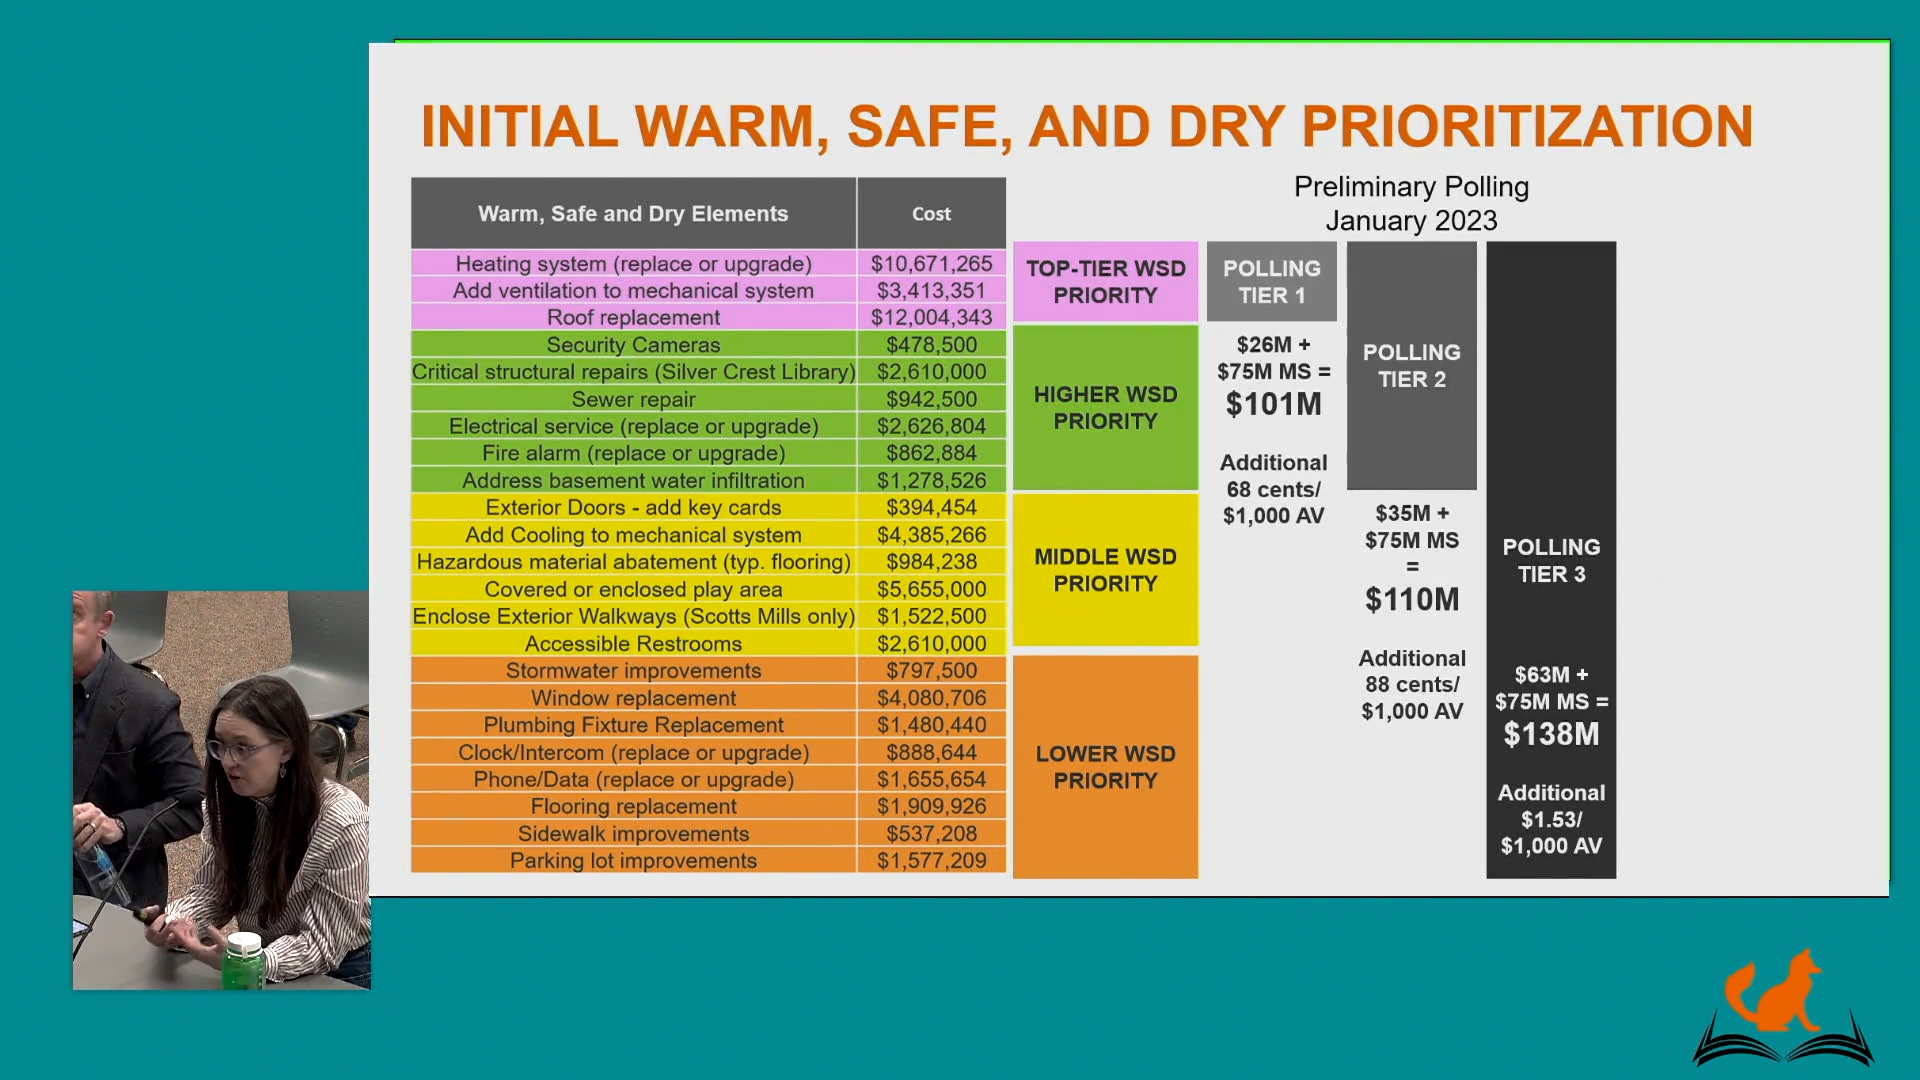 INITIAL WARM, SAFE, AND DRY PRIORITIZATION
Preliminary Polling
January 2023
Warm, Safe and Dry Elements Cost
Heating system (replace or upgrade) $10,671,265
Add ventilation to mechanical system $3,413,351
Roof replacement $12,004,343
Security Cameras $478,500
Critical structural repairs (Silver Crest Library) $2,610,000
Sewer repair $942,500
Electrical service (replace or upgrade) $2,626,804
Fire alarm (replace or upgrade) $862,884
Address basement water infiltration $1,278,526
Exterior Doors - add key cards $394,454
Add Cooling to mechanical system $4,385,266
Hazardous material abatement (typ. flooring) $984,238
Covered or enclosed play area $5,655,000
Enclose Exterior Walkways (Scotts Mills only) $1,522,500
Accessible Restrooms $2,610,000
Stormwater improvements $797,500
Window replacement $4,080,706
Plumbing Fixture Replacement $1,480,440
Clock/Intercom (replace or upgrade) $888,644
Phone/Data (replace or upgrade) $1,655,654
Flooring replacement $1,909,926
Sidewalk improvements $537,208
Parking lot improvements $1,577,209
TOP-TIER WSD
PRIORITY
HIGHER WSD
PRIORITY
MIDDLE WSD
PRIORITY
LOWER WSD
PRIORITY
POLLING
TIER 1
$26M +
$75M MS =
$101M
Additional
68 cents/
$1,000 AV
POLLING
TIER 2
$35M +
$75M MS
=
$110M
Additional
88 cents/
$1,000 AV
POLLING
TIER 3
$63M +
$75M MS =
$138M
Additional
$1.53/
$1,000 AV